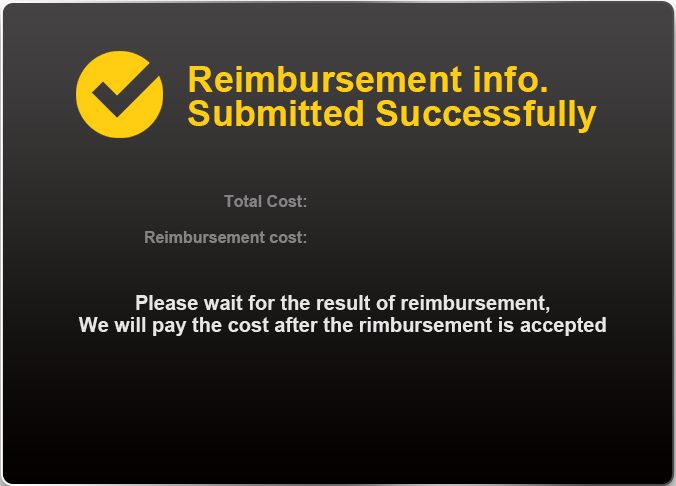 Reimbursement info.
Submitted Successfully
Total Cost:
Reimbursement cost:
Please wait for the result of reimbursement,
We will pay the cost after the rimbursement is accepted